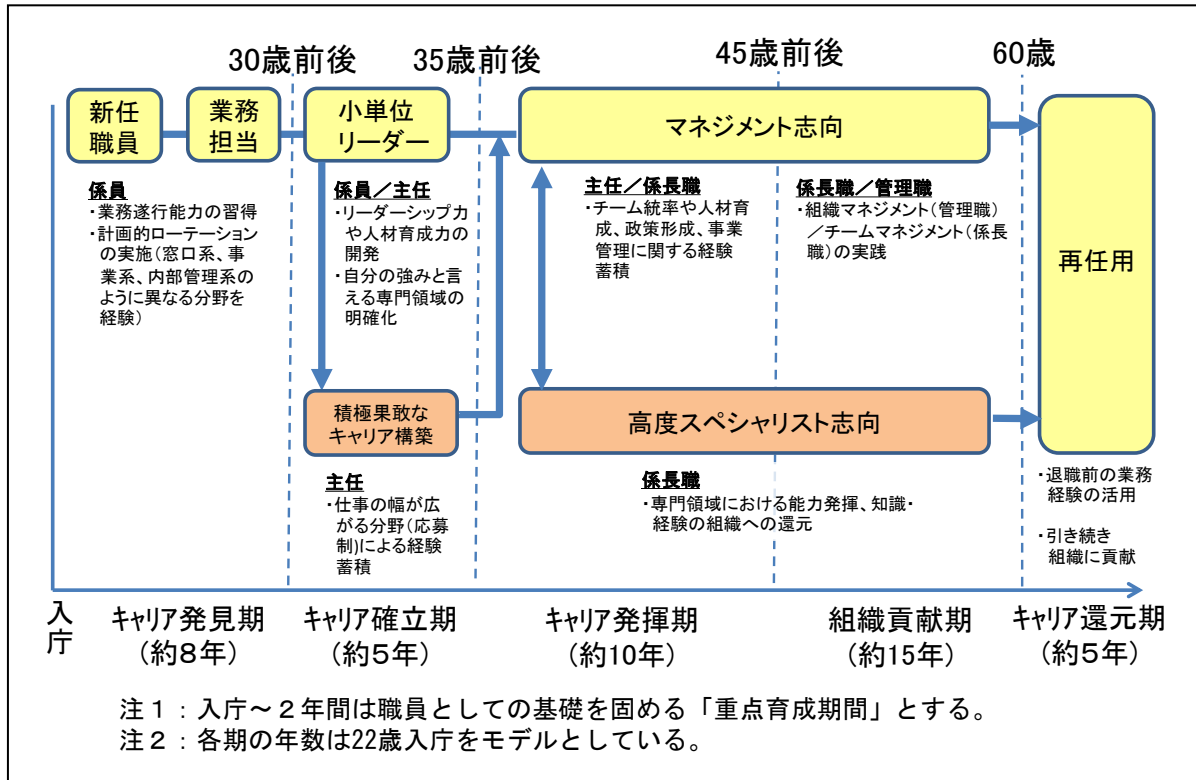 30歳前後
35歳前後
45歳前後
60歳
新任
職員
業務
担当
小単位
リーダー
マネジメント志向
再任用
係員
・業務遂行能力の習得
・計画的ローテーション
の実施(窓口系、事
業系、内部管理系の
ように異なる分野を
経験)
係員／主任
・リーダーシップ力
や人材育成力の
開発
・自分の強みと言
える専門領域の
明確化
主任／係長職
・チーム統率や人材育
成、政策形成、事業
管理に関する経験
蓄積
係長職／管理職
・組織マネジメント(管理職)
／チームマネジメント(係長
職)の実践
積極果敢な
キャリア構築
高度スペシャリスト志向
主任
・仕事の幅が広
がる分野(応募
制)による経験
蓄積
係長職
・専門領域における能力発揮、知識・
経験の組織への還元
・退職前の業務
経験の活用
・引き続き
組織に貢献
入
庁
キャリア発見期
(約8年)
キャリア確立期
(約５年)
キャリア発揮期
(約10年)
組織貢献期
(約15年)
キャリア還元期
(約５年)
注１：入庁～２年間は職員としての基礎を固める「重点育成期間」とする。
注２：各期の年数は22歳入庁をモデルとしている。